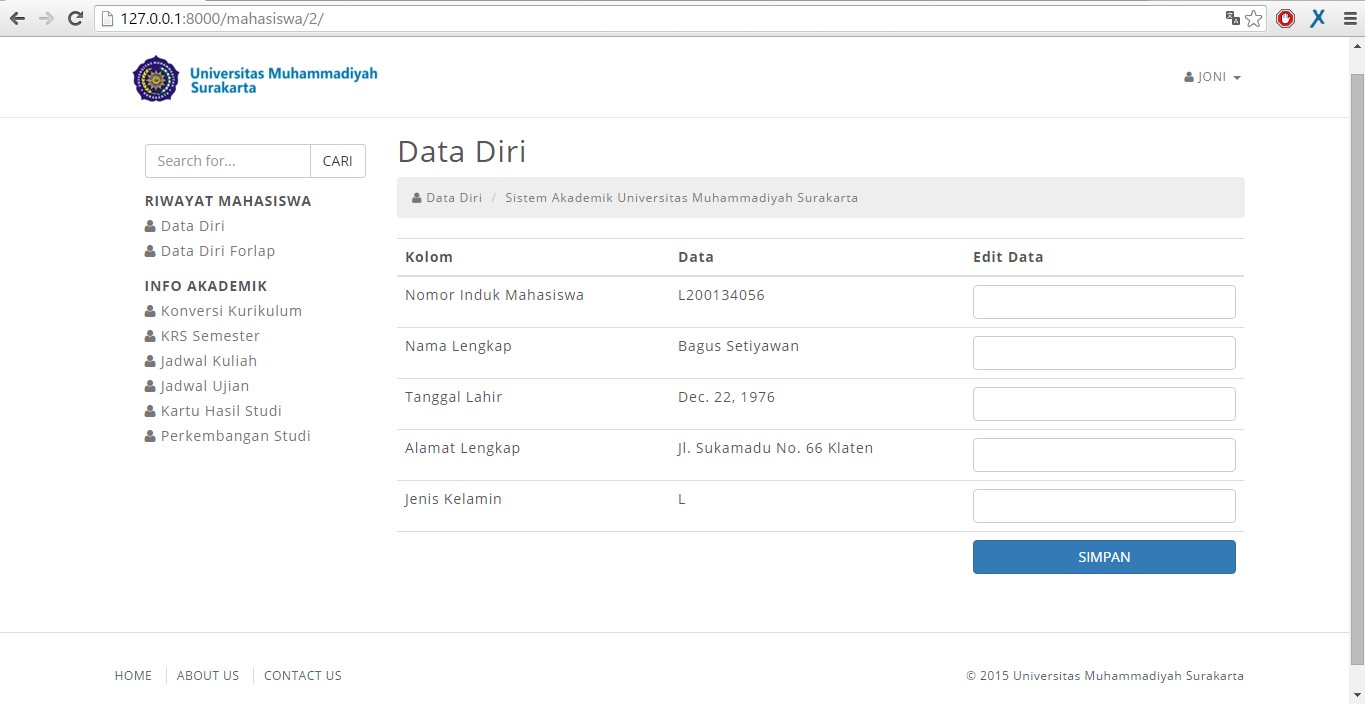 127.0.0.1:8000/mahasiswa/2/
Universitas Muhammadiyah
Surakarta
JONI
Search for...
CARI
RIWAYAT MAHASISWA
Data Diri
Data Diri Forlap
INFO AKADEMIK
Konversi Kurikulum
KRS Semester
Jadwal Kuliah
Jadwal Ujian
Kartu Hasil Studi
Perkembangan Studi
Data Diri
Data Diri / Sistem Akademik Universitas Muhammadiyah Surakarta
Kolom Data Edit Data
Nomor Induk Mahasiswa L200134056
Nama Lengkap Bagus Setiyawan
Tanggal Lahir Dec. 22, 1976
Alamat Lengkap Jl. Sukamadu No. 66 Klaten
Jenis Kelamin L
SIMPAN
HOME ABOUT US CONTACT US
© 2015 Universitas Muhammadiyah Surakarta